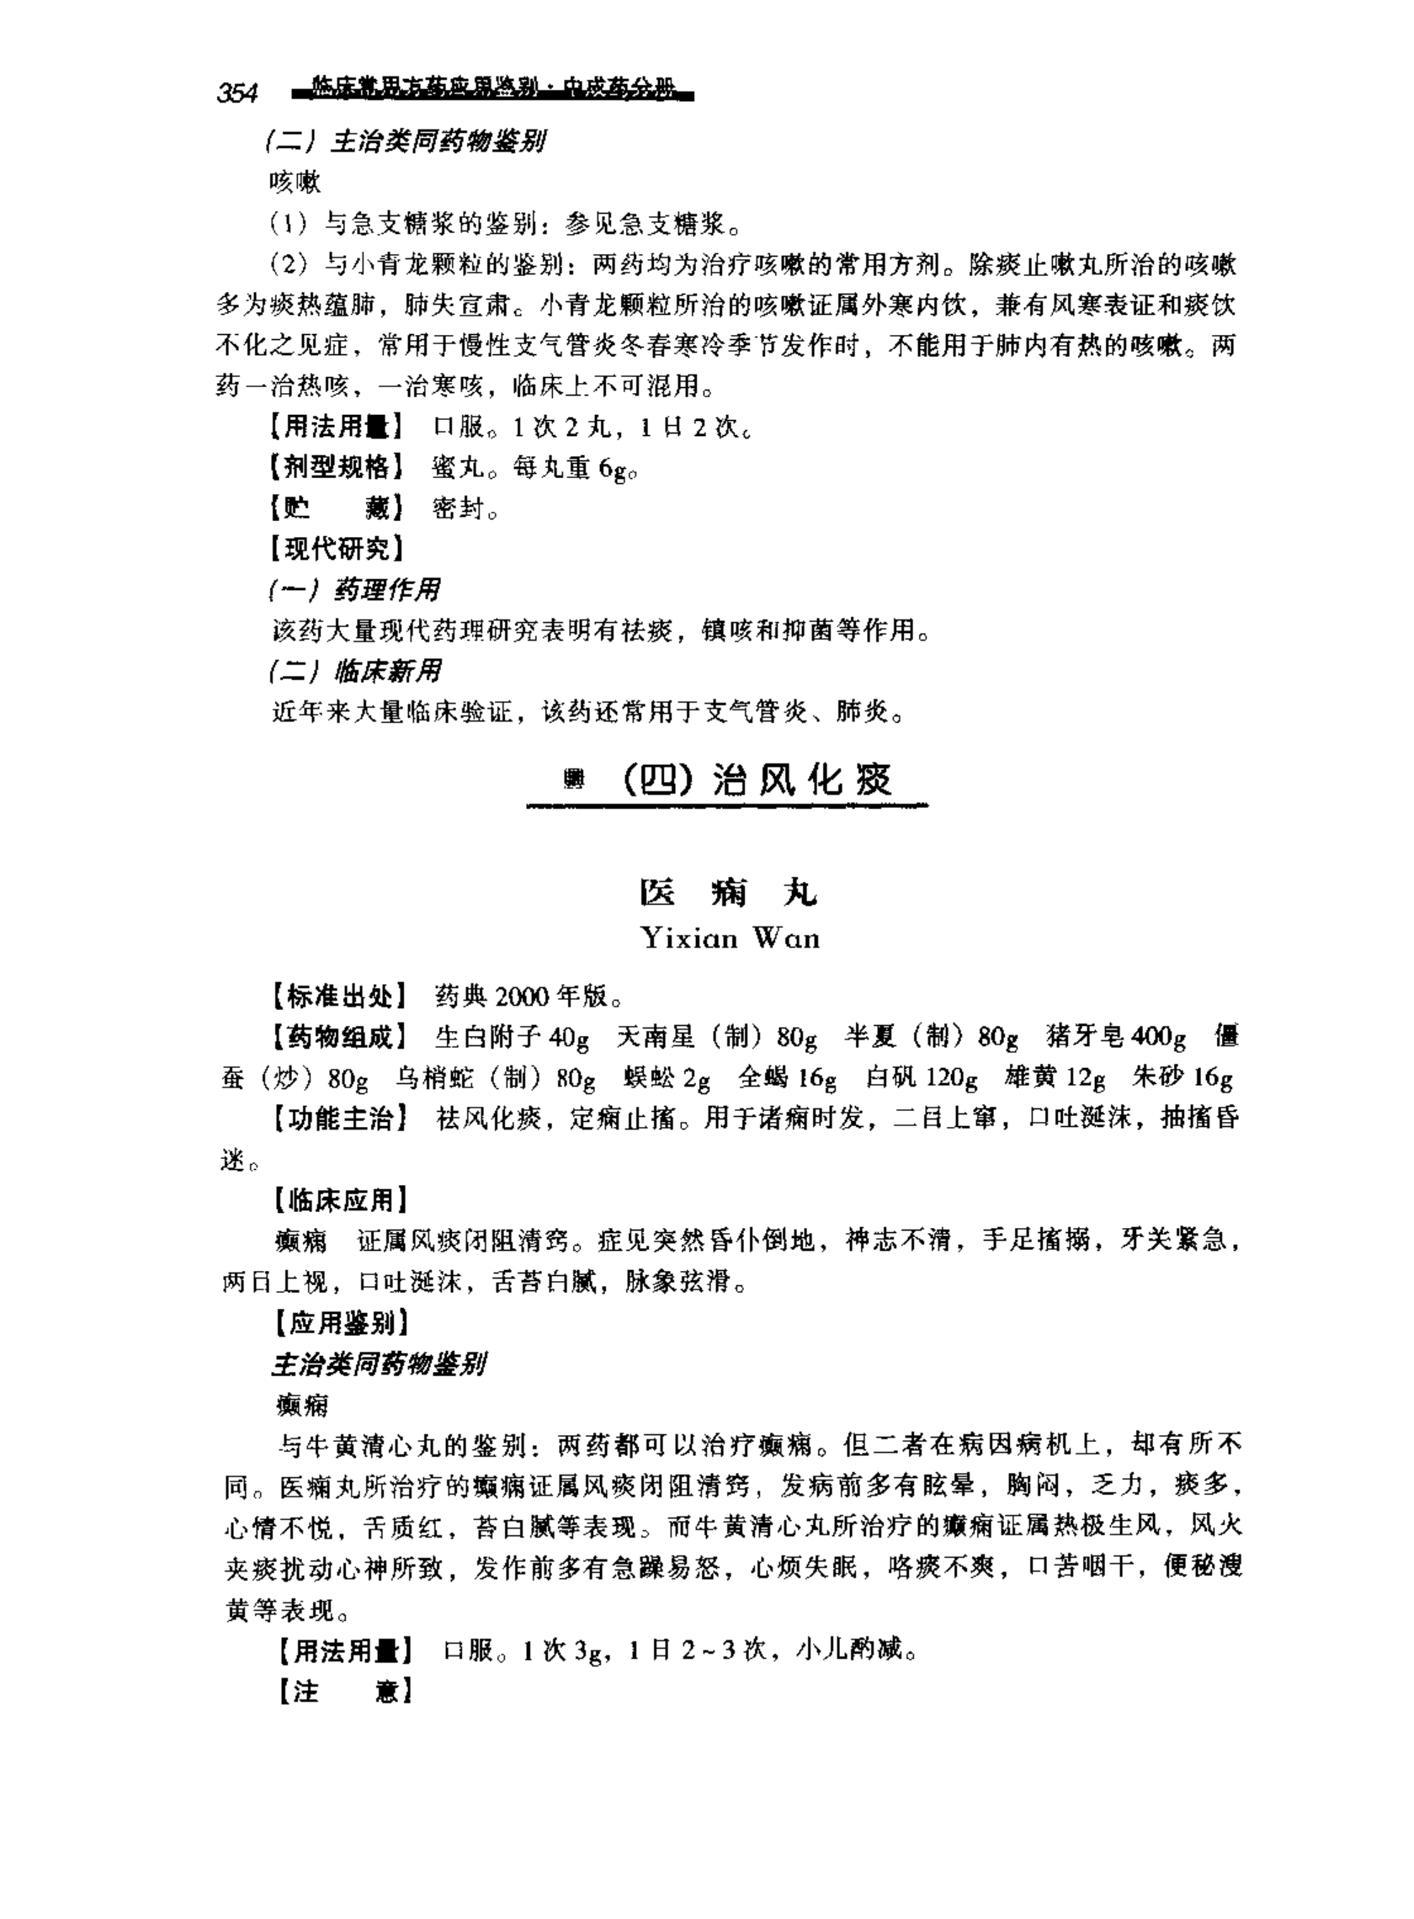 354 临床常用方药应用鉴别·中成药分册
(二) 主治类同药物鉴别
咳嗽
(1) 与急支糖浆的鉴别：参见急支糖浆。
(2) 与小青龙颗粒的鉴别：两药均为治疗咳嗽的常用方剂。除痰止嗽丸所治的咳嗽
多为痰热蕴肺，肺失宣肃。小青龙颗粒所治的咳嗽证属外寒内饮，兼有风寒表证和痰饮
不化之见症，常用于慢性支气管炎冬春寒冷季节发作时，不能用于肺内有热的咳嗽。两
药一治热咳，一治寒咳，临床上不可混用。
【用法用量】 口服。1次2丸，1日2次。
【剂型规格】 蜜丸。每丸重6g。
【贮　　藏】 密封。
【现代研究】
(一) 药理作用
该药大量现代药理研究表明有祛痰，镇咳和抑菌等作用。
(二) 临床新用
近年来大量临床验证，该药还常用于支气管炎、肺炎。
(四) 治风化痰
医痫丸
Yixian Wan
【标准出处】 药典2000年版。
【药物组成】 生白附子40g 天南星（制）80g 半夏（制）80g 猪牙皂400g 僵
蚕（炒）80g 乌梢蛇（制）80g 蜈蚣2g 全蝎16g 白矾120g 雄黄12g 朱砂16g
【功能主治】 祛风化痰，定痫止搐。用于诸痫时发，二目上窜，口吐涎沫，抽搐昏
迷。
【临床应用】
癫痫 证属风痰闭阻清窍。症见突然昏仆倒地，神志不清，手足搐搦，牙关紧急，
两目上视，口吐涎沫，舌苔白腻，脉象弦滑。
【应用鉴别】
主治类同药物鉴别
癫痫
与牛黄清心丸的鉴别：两药都可以治疗癫痫。但二者在病因病机上，却有所不
同。医痫丸所治疗的癫痫证属风痰闭阻清窍，发病前多有眩晕，胸闷，乏力，痰多，
心情不悦，舌质红，苔白腻等表现。而牛黄清心丸所治疗的癫痫证属热极生风，风火
夹痰扰动心神所致，发作前多有急躁易怒，心烦失眠，咯痰不爽，口苦咽干，便秘溲
黄等表现。
【用法用量】 口服。1次3g，1日2~3次，小儿酌减。
【注　　意】